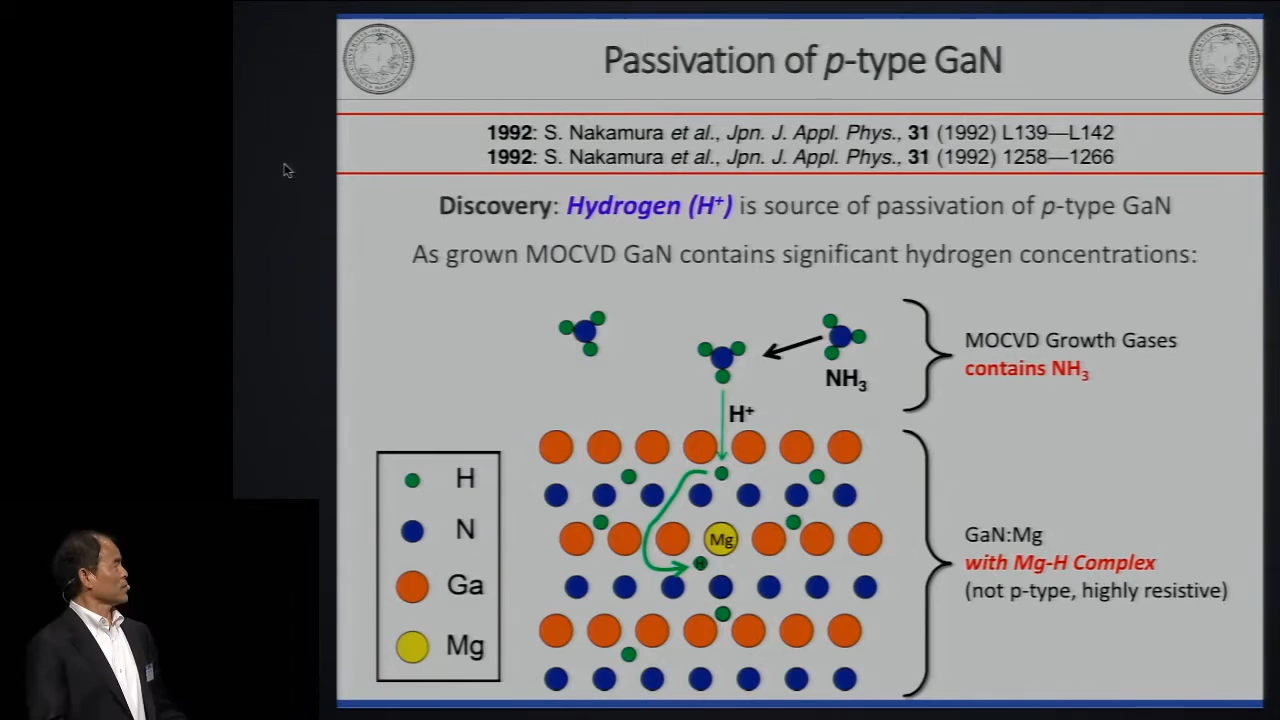 Passivation of p-type GaN
1992: S. Nakamura et al., Jpn. J. Appl. Phys., 31 (1992) L139—L142
1992: S. Nakamura et al., Jpn. J. Appl. Phys., 31 (1992) 1258—1266
Discovery: Hydrogen (H⁺) is source of passivation of p-type GaN
As grown MOCVD GaN contains significant hydrogen concentrations:
MOCVD Growth Gases
contains NH₃
NH₃
H⁺
H
N
Ga
Mg
Mg
H
GaN:Mg
with Mg-H Complex
(not p-type, highly resistive)